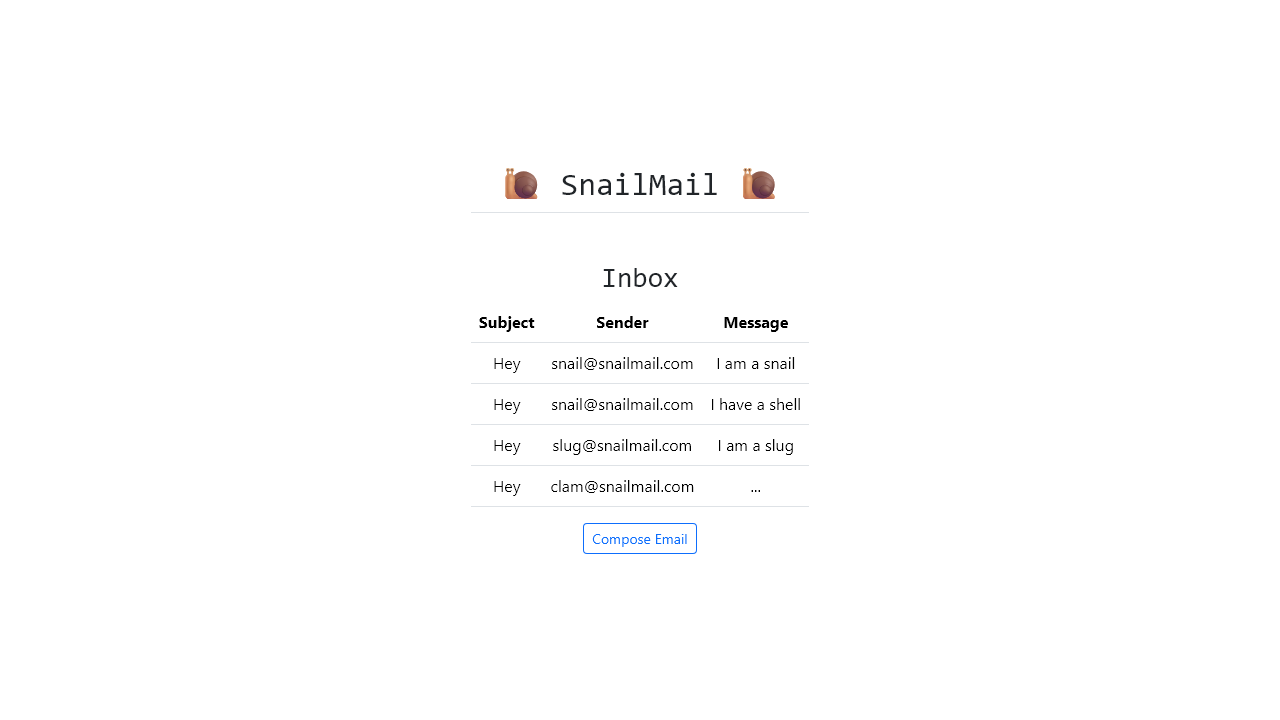 🐌 SnailMail 🐌
Inbox
Subject Sender Message
Hey snail@snailmail.com I am a snail
Hey snail@snailmail.com I have a shell
Hey slug@snailmail.com I am a slug
Hey clam@snailmail.com ...
Compose Email